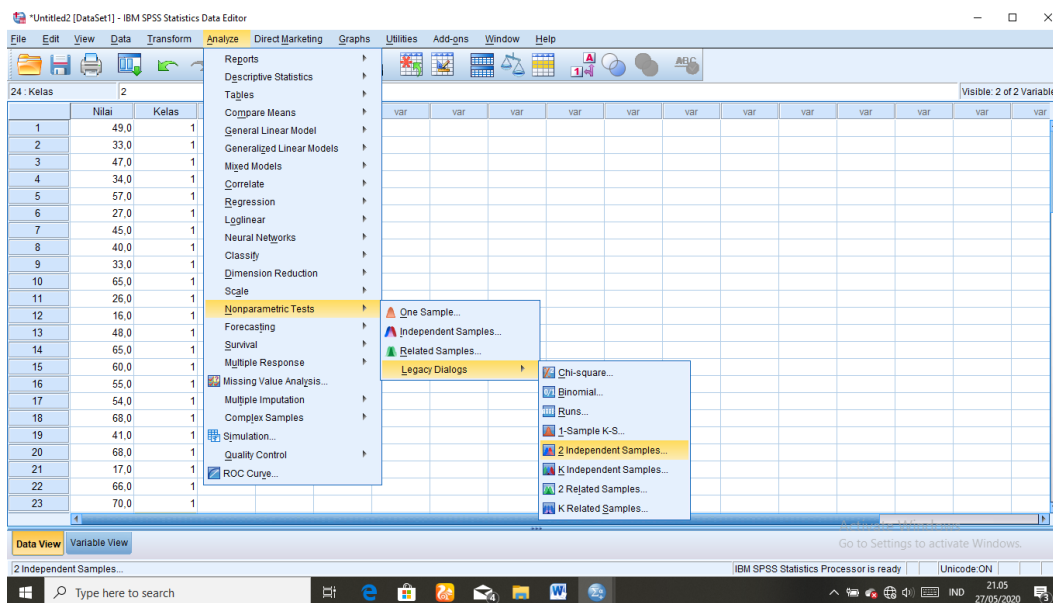 *Untitled2 [DataSet1] - IBM SPSS Statistics Data Editor
File Edit View Data Transform Analyze Direct Marketing Graphs Utilities Add-ons Window Help
24 : Kelas 2 Visible: 2 of 2 Variable
Nilai Kelas var var var var var var var var var var var var
1 49,0 1
2 33,0 1
3 47,0 1
4 34,0 1
5 57,0 1
6 27,0 1
7 45,0 1
8 40,0 1
9 33,0 1
10 65,0 1
11 26,0 1
12 16,0 1
13 48,0 1
14 65,0 1
15 60,0 1
16 55,0 1
17 54,0 1
18 68,0 1
19 41,0 1
20 68,0 1
21 17,0 1
22 66,0 1
23 70,0 1
Reports
Descriptive Statistics
Tables
Compare Means
General Linear Model
Generalized Linear Models
Mixed Models
Correlate
Regression
Loglinear
Neural Networks
Classify
Dimension Reduction
Scale
Nonparametric Tests
Forecasting
Survival
Multiple Response
Missing Value Analysis...
Multiple Imputation
Complex Samples
Simulation...
Quality Control
ROC Curve...
One Sample...
Independent Samples...
Related Samples...
Legacy Dialogs
Chi-square...
Binomial...
Runs...
1-Sample K-S...
2 Independent Samples...
K Independent Samples...
2 Related Samples...
K Related Samples...
Data View Variable View
Go to Settings to activate Windows.
2 Independent Samples... IBM SPSS Statistics Processor is ready Unicode:ON
Type here to search
IND
21.05
27/05/2020